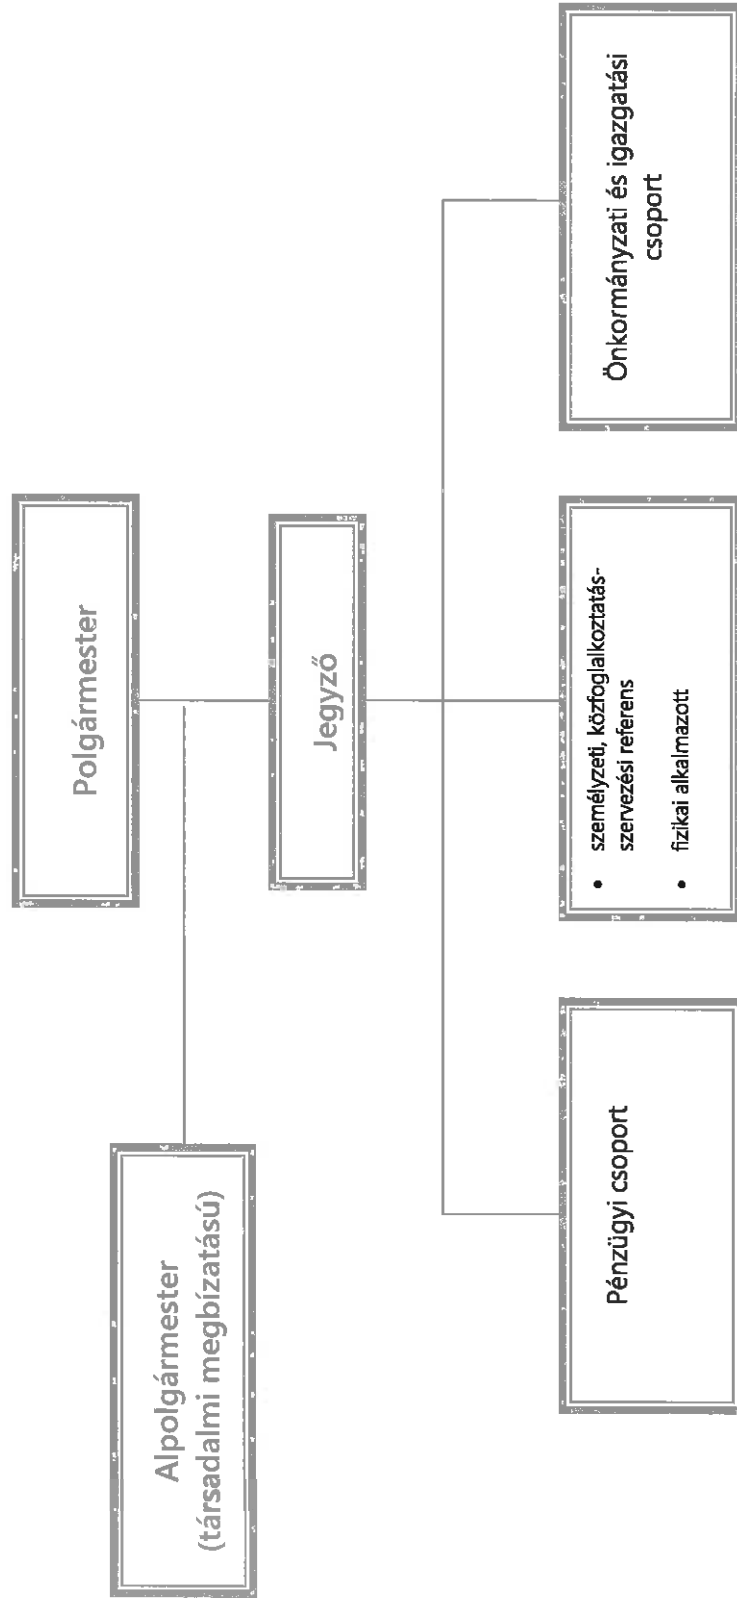 Polgármester
Alpolgármester
(társadalmi megbízatású)
Jegyző
Pénzügyi csoport
• személyzeti, közfoglalkoztatás-
szervezési referens
• fizikai alkalmazott
Önkormányzati és igazgatási
csoport